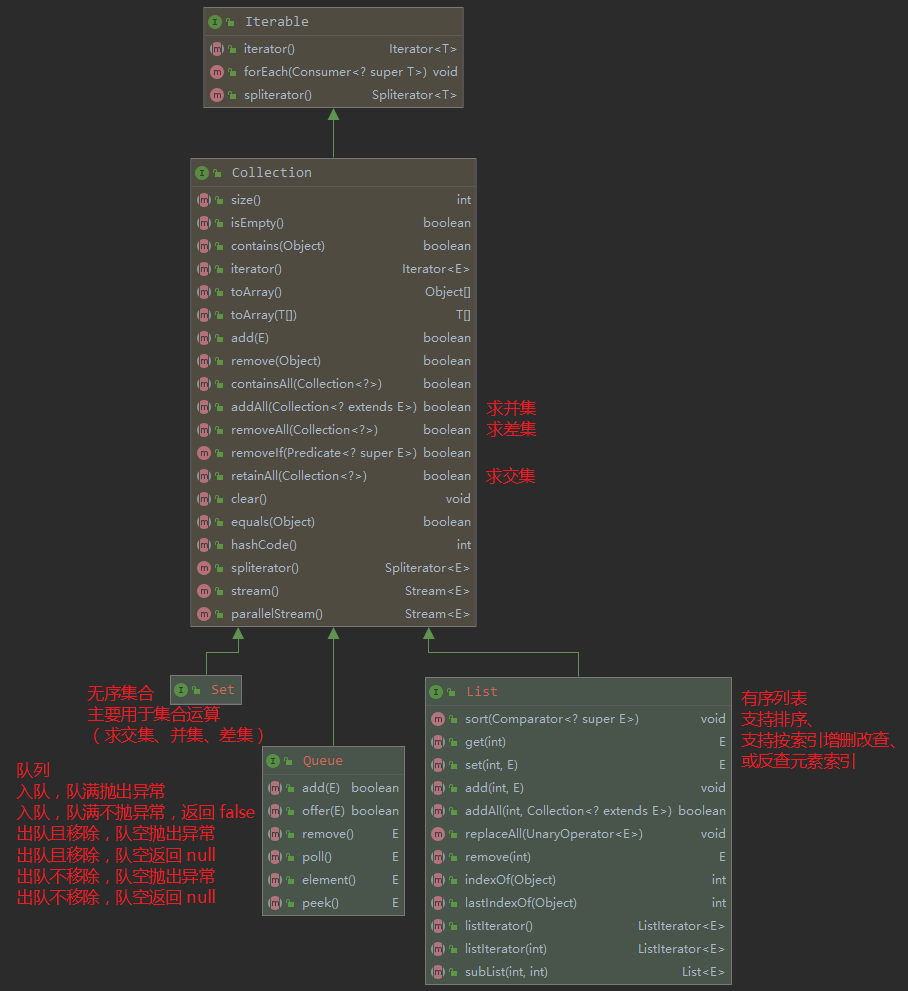 Iterable
iterator() Iterator<T>
forEach(Consumer<? super T>) void
spliterator() Spliterator<T>
Collection
size() int
isEmpty() boolean
contains(Object) boolean
iterator() Iterator<E>
toArray() Object[]
toArray(T[]) T[]
add(E) boolean
remove(Object) boolean
containsAll(Collection<?>) boolean
addAll(Collection<? extends E>) boolean 求并集
removeAll(Collection<?>) boolean 求差集
removeIf(Predicate<? super E>) boolean
retainAll(Collection<?>) boolean 求交集
clear() void
equals(Object) boolean
hashCode() int
spliterator() Spliterator<E>
stream() Stream<E>
parallelStream() Stream<E>
Set
无序集合
主要用于集合运算
（求交集、并集、差集）
Queue
add(E) boolean
offer(E) boolean
remove() E
poll() E
element() E
peek() E
队列
入队，队满抛出异常
入队，队满不抛异常，返回 false
出队且移除，队空抛出异常
出队且移除，队空返回 null
出队不移除，队空抛出异常
出队不移除，队空返回 null
List
sort(Comparator<? super E>) void
get(int) E
set(int, E) E
add(int, E) void
addAll(int, Collection<? extends E>) boolean
replaceAll(UnaryOperator<E>) void
remove(int) E
indexOf(Object) int
lastIndexOf(Object) int
listIterator() ListIterator<E>
listIterator(int) ListIterator<E>
subList(int, int) List<E>
有序列表
支持排序、
支持按索引增删改查、
或反查元素索引